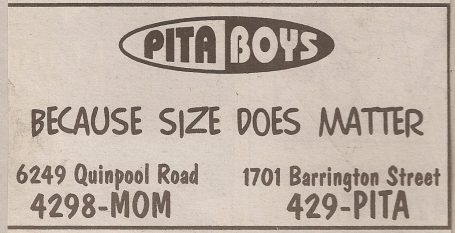 PITA BOYS
BECAUSE SIZE DOES MATTER
6249 Quinpool Road
4298-MOM
1701 Barrington Street
429-PITA